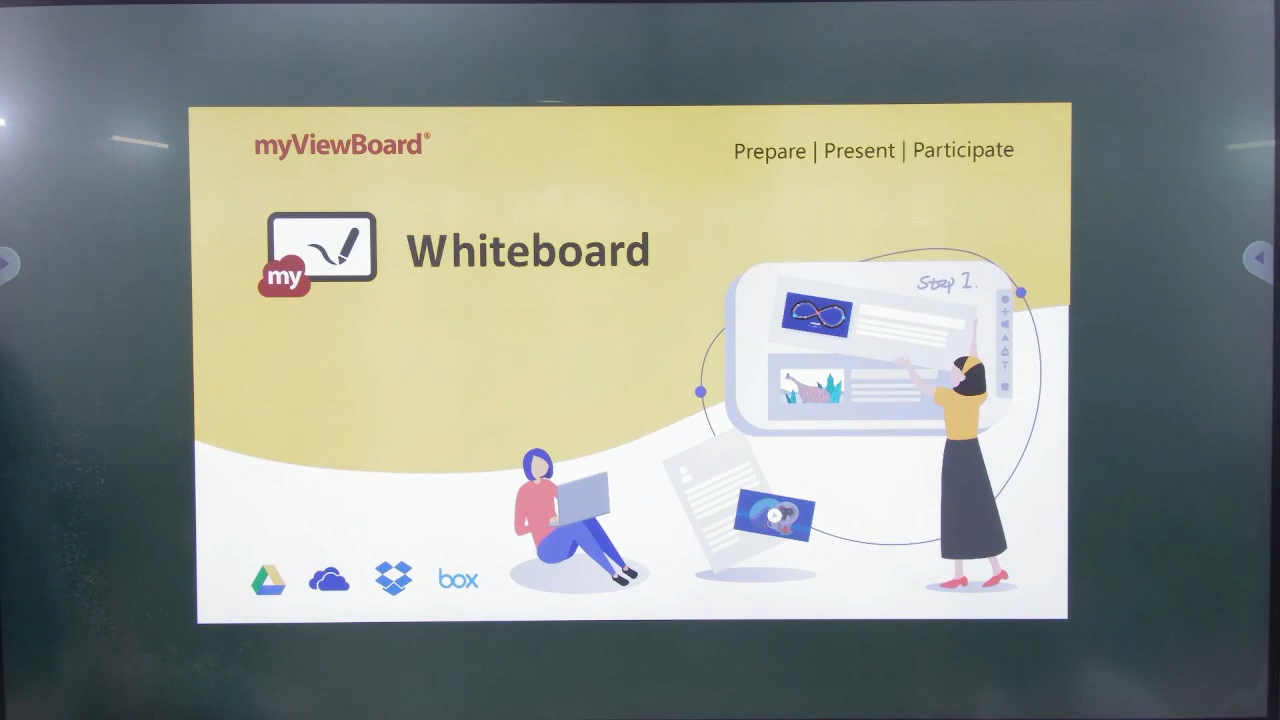 myViewBoard®
Prepare | Present | Participate
my
Whiteboard
Step 1.
box